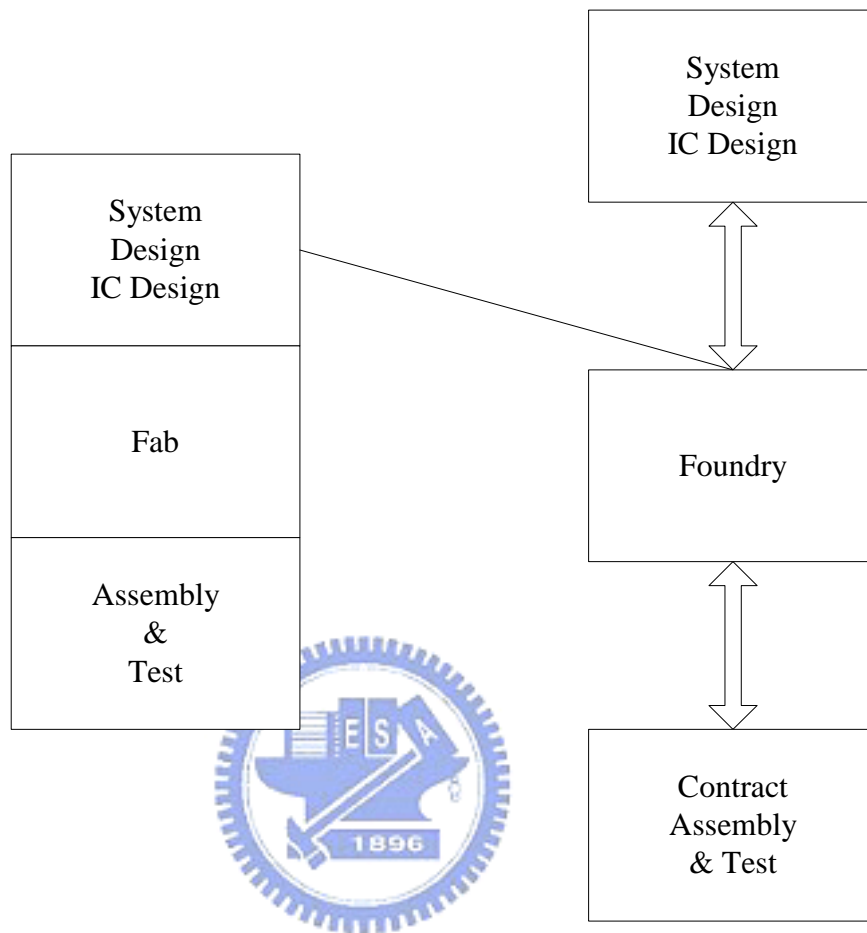 System
Design
IC Design
Fab
Assembly
&
Test
E S A
1896
System
Design
IC Design
Foundry
Contract
Assembly
& Test